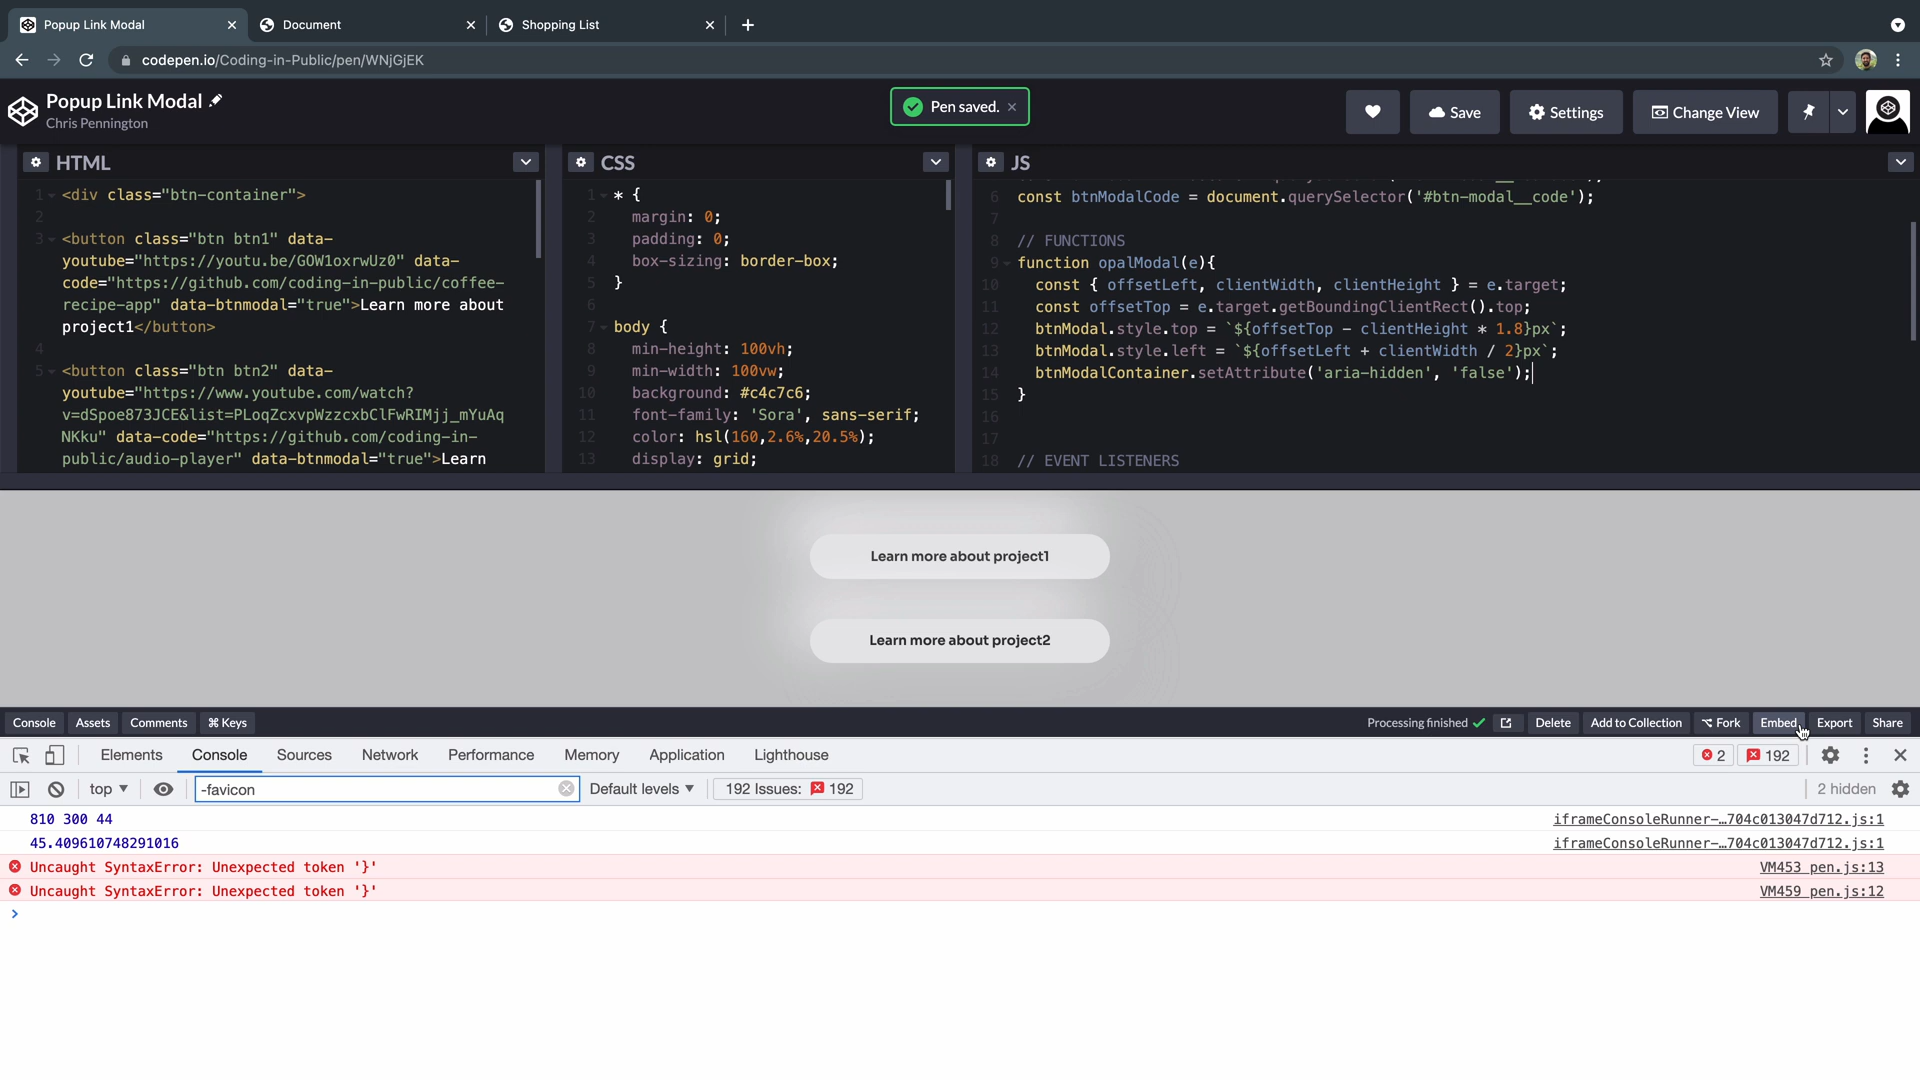 Popup Link Modal
Document
Shopping List
codepen.io/Coding-in-Public/pen/WNjGjEK
Popup Link Modal
Chris Pennington
Pen saved.
Save
Settings
Change View
HTML
1 <div class="btn-container">
2
3 <button class="btn btn1" data-
youtube="https://youtu.be/GOW1oxrwUz0" data-
code="https://github.com/coding-in-public/coffee-
recipe-app" data-btnmodal="true">Learn more about
project1</button>
4
5 <button class="btn btn2" data-
youtube="https://www.youtube.com/watch?
v=dSpoe873JCE&list=PLoqZcxvpWzzcxbClFwRIMjj_mYuAq
NKku" data-code="https://github.com/coding-in-
public/audio-player" data-btnmodal="true">Learn
CSS
1 * {
2 margin: 0;
3 padding: 0;
4 box-sizing: border-box;
5 }
6
7 body {
8 min-height: 100vh;
9 min-width: 100vw;
10 background: #c4c7c6;
11 font-family: 'Sora', sans-serif;
12 color: hsl(160,2.6%,20.5%);
13 display: grid;
JS
6 const btnModalCode = document.querySelector('#btn-modal__code');
7
8 // FUNCTIONS
9 function opalModal(e){
10 const { offsetLeft, clientWidth, clientHeight } = e.target;
11 const offsetTop = e.target.getBoundingClientRect().top;
12 btnModal.style.top = `${offsetTop - clientHeight * 1.8}px`;
13 btnModal.style.left = `${offsetLeft + clientWidth / 2}px`;
14 btnModalContainer.setAttribute('aria-hidden', 'false');
15 }
16
17
18 // EVENT LISTENERS
Learn more about project1
Learn more about project2
Console Assets Comments ⌘ Keys
Processing finished Delete Add to Collection ⌥ Fork Embed Export Share
Elements Console Sources Network Performance Memory Application Lighthouse 2 192
top -favicon Default levels 192 Issues: 192 2 hidden
810 300 44 iframeConsoleRunner-…704c013047d712.js:1
45.409610748291016 iframeConsoleRunner-…704c013047d712.js:1
Uncaught SyntaxError: Unexpected token '}' VM453 pen.js:13
Uncaught SyntaxError: Unexpected token '}' VM459 pen.js:12